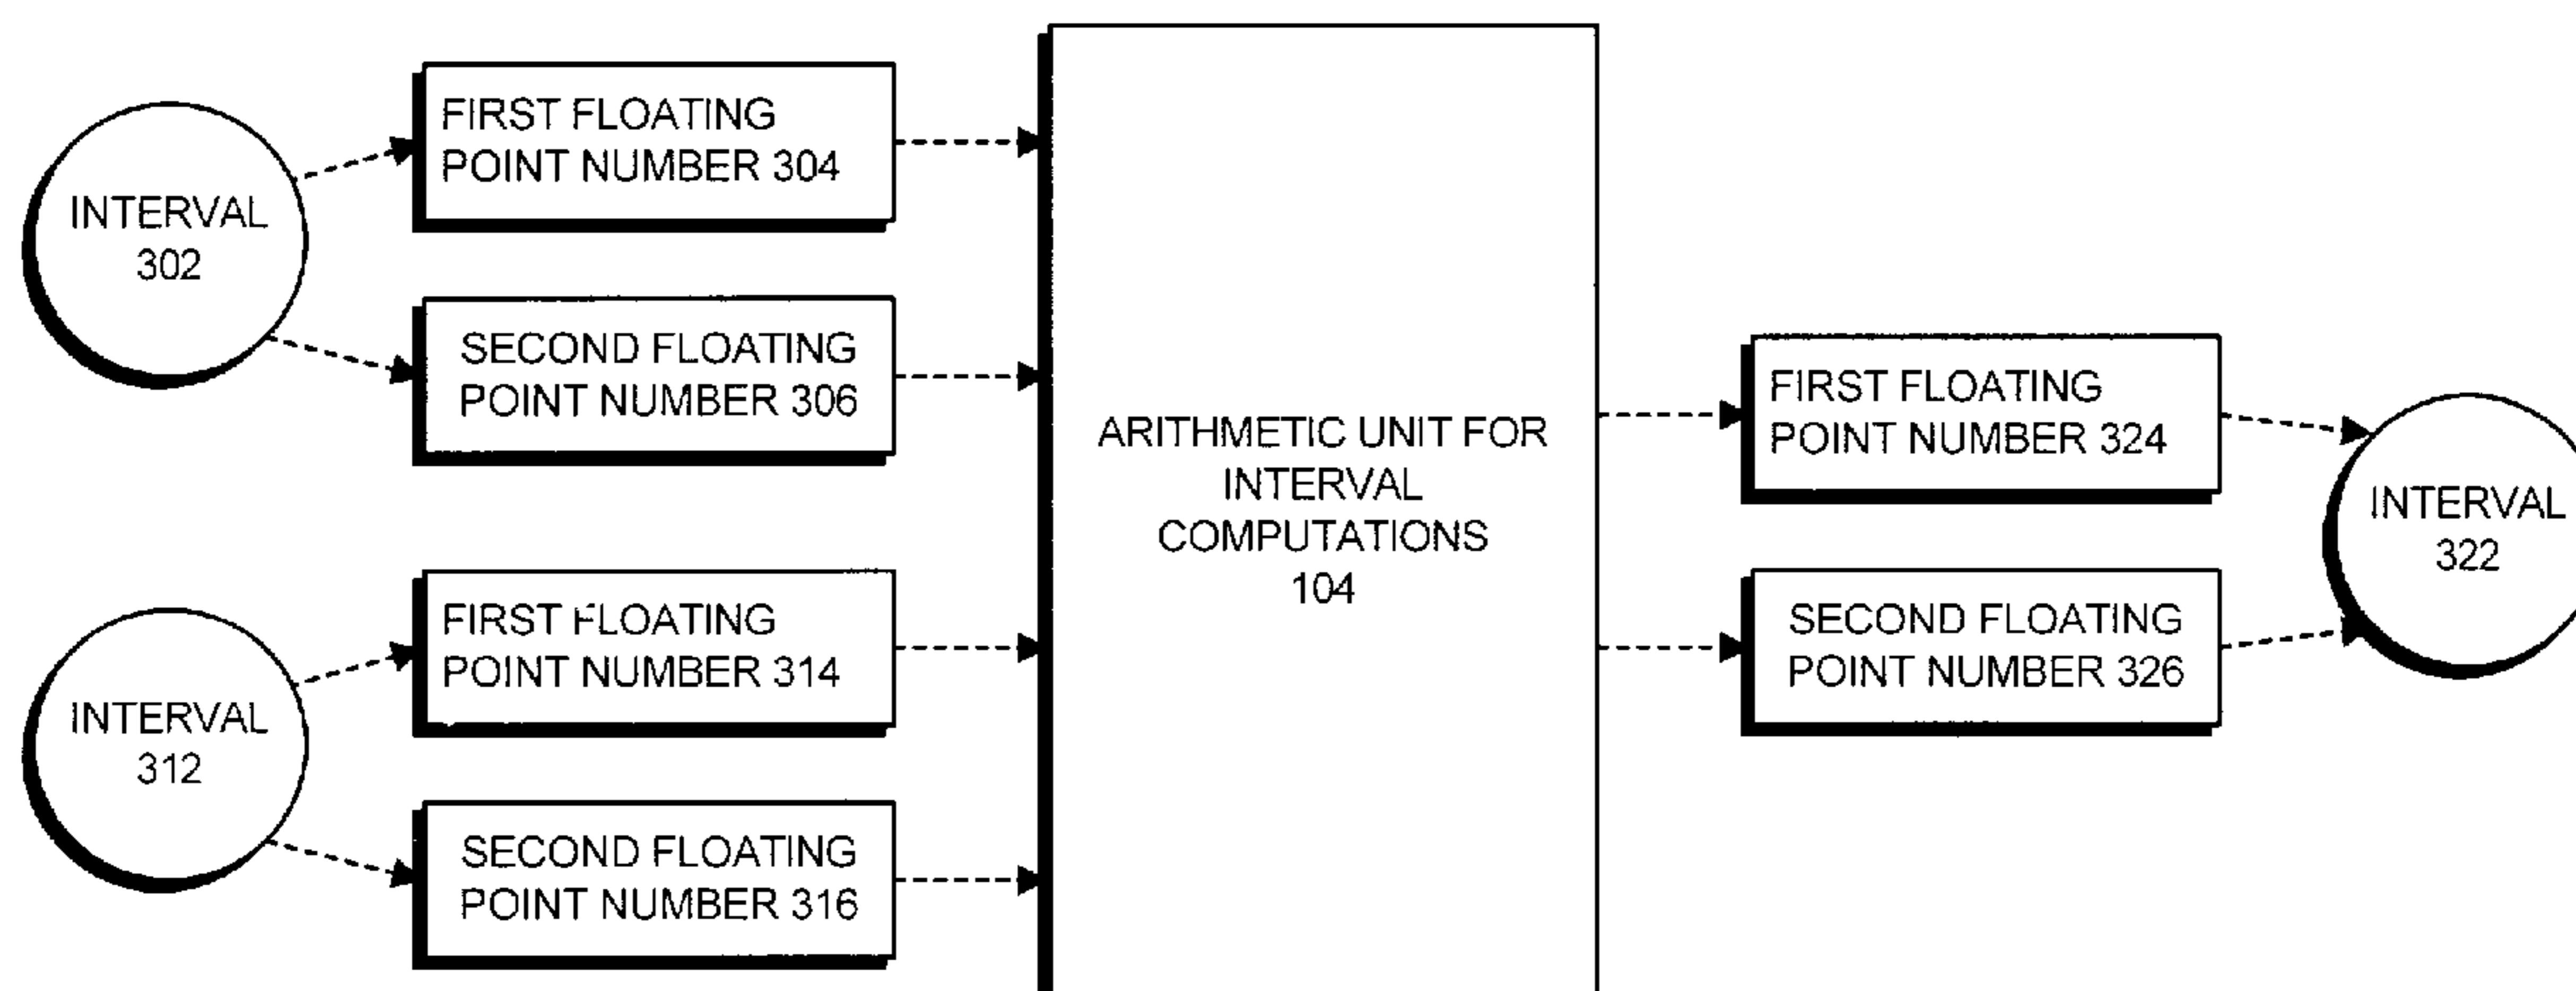 INTERVAL
302
FIRST FLOATING
POINT NUMBER 304
SECOND FLOATING
POINT NUMBER 306
INTERVAL
312
FIRST FLOATING
POINT NUMBER 314
SECOND FLOATING
POINT NUMBER 316
ARITHMETIC UNIT FOR
INTERVAL
COMPUTATIONS
104
FIRST FLOATING
POINT NUMBER 324
SECOND FLOATING
POINT NUMBER 326
INTERVAL
322